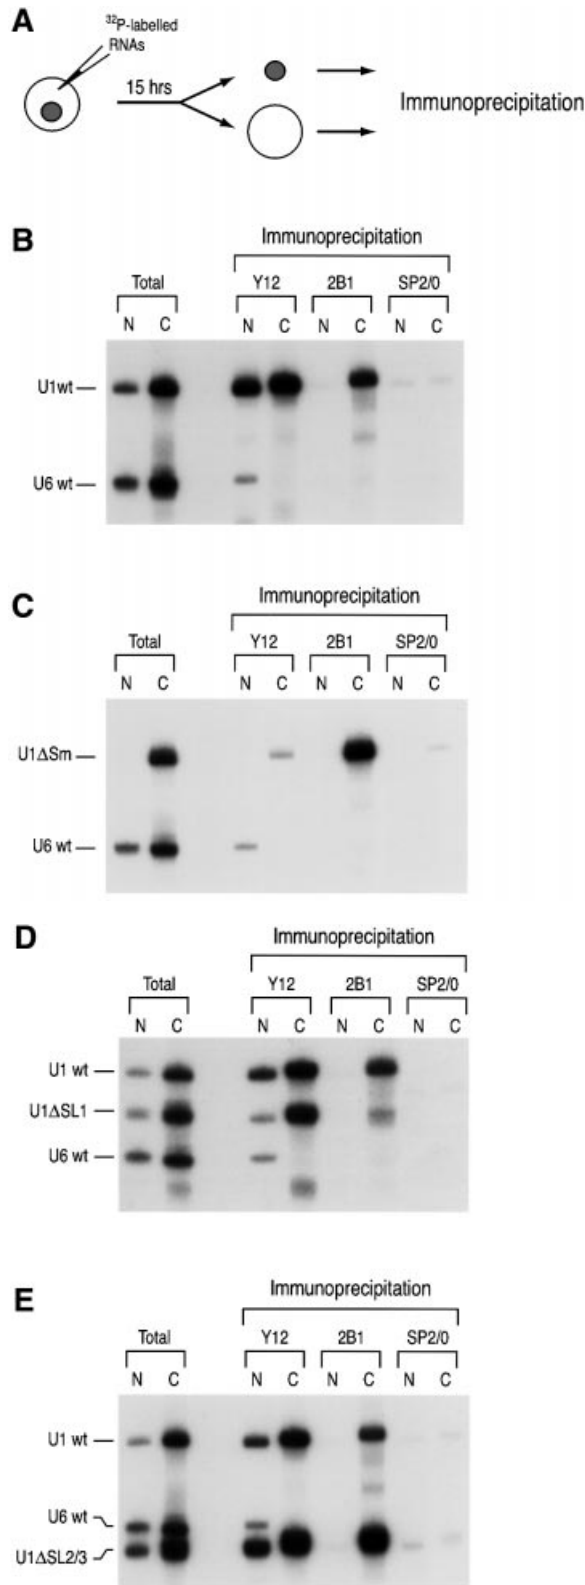 A
³²P-labelled
RNAs
15 hrs
Immunoprecipitation
B
Immunoprecipitation
Total Y12 2B1 SP2/0
N C N C N C N C
U1wt
U6 wt
C
Immunoprecipitation
Total Y12 2B1 SP2/0
N C N C N C N C
U1ΔSm
U6 wt
D
Immunoprecipitation
Total Y12 2B1 SP2/0
N C N C N C N C
U1 wt
U1ΔSL1
U6 wt
E
Immunoprecipitation
Total Y12 2B1 SP2/0
N C N C N C N C
U1 wt
U6 wt
U1ΔSL2/3